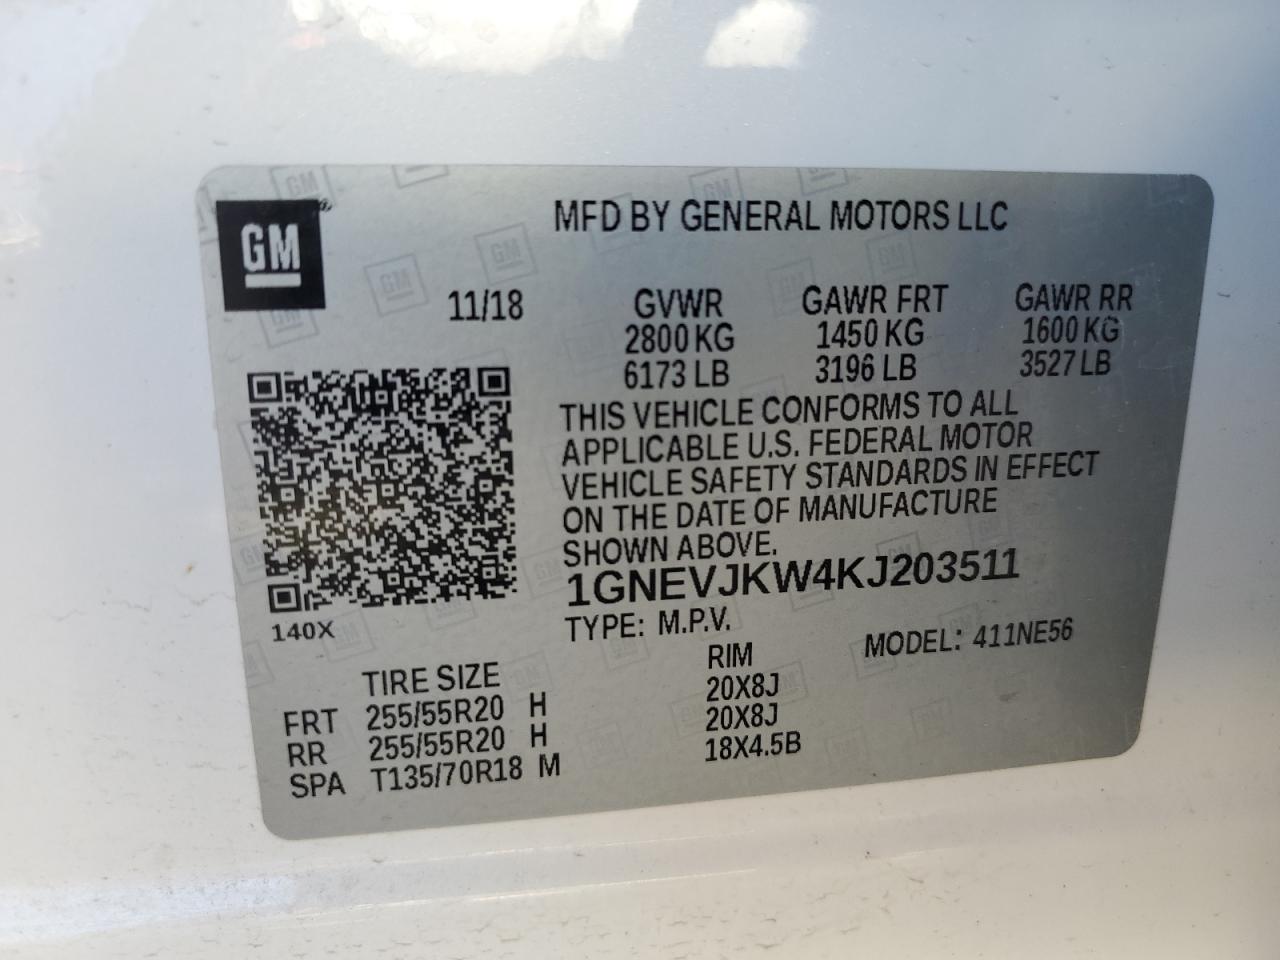 GM
MFD BY GENERAL MOTORS LLC
11/18
GVWR GAWR FRT GAWR RR
2800 KG 1450 KG 1600 KG
6173 LB 3196 LB 3527 LB
THIS VEHICLE CONFORMS TO ALL
APPLICABLE U.S. FEDERAL MOTOR
VEHICLE SAFETY STANDARDS IN EFFECT
ON THE DATE OF MANUFACTURE
SHOWN ABOVE.
1GNEVJKW4KJ203511
140X
TYPE: M.P.V. MODEL: 411NE56
TIRE SIZE RIM
FRT 255/55R20 H 20X8J
RR 255/55R20 H 20X8J
SPA T135/70R18 M 18X4.5B